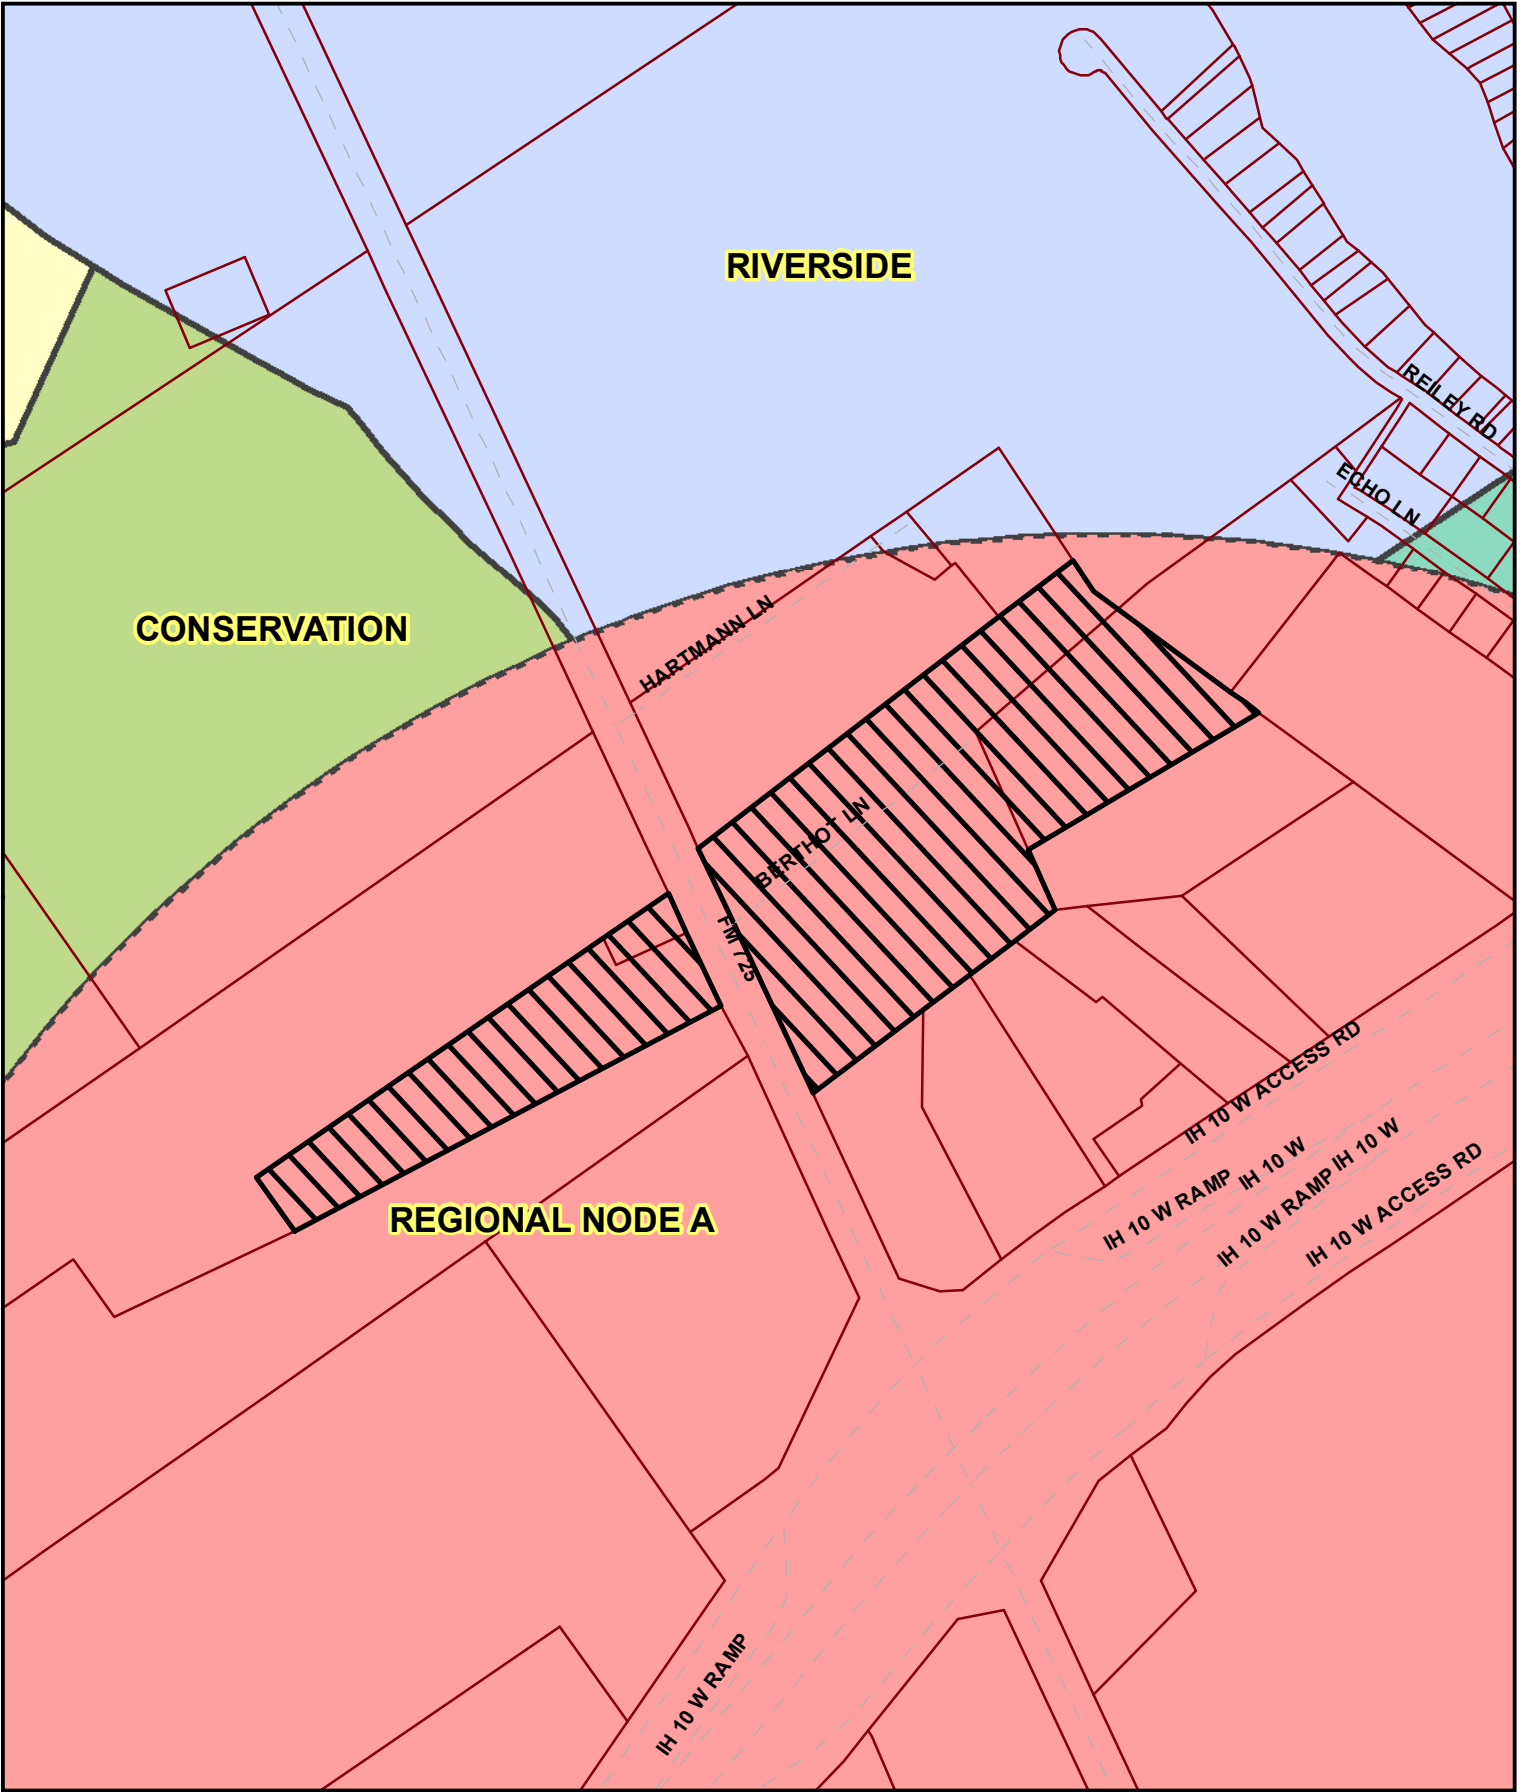 RIVERSIDE
REILEY RD
ECHO LN
HARTMANN LN
CONSERVATION
BERTHOT LN
FM 725
IH 10 W ACCESS RD
IH 10 W RAMP
IH 10 W
IH 10 W RAMP
IH 10 W
IH 10 W ACCESS RD
REGIONAL NODE A
IH 10 W RAMP